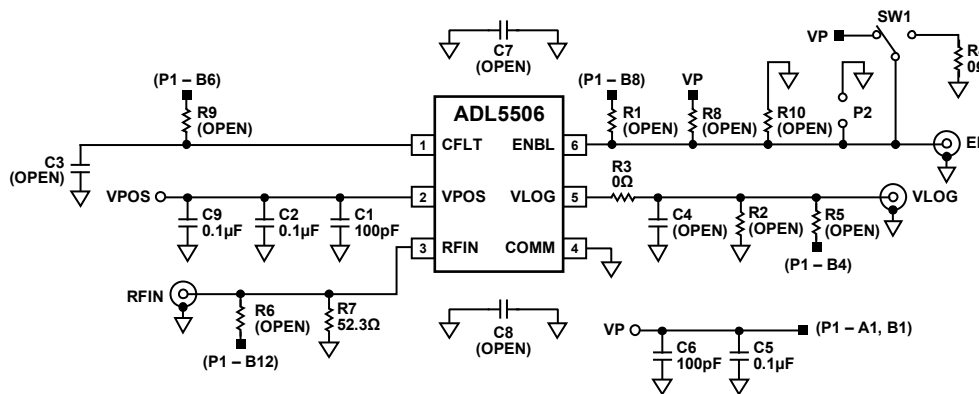 SW1
VP
C7
(OPEN)
R
0Ω
(P1 – B6)
(P1 – B8)
VP
R9
(OPEN)
ADL5506
R1
(OPEN)
R8
(OPEN)
R10
(OPEN)
P2
C3
(OPEN)
1
CFLT
ENBL
6
R3
0Ω
VPOS
2
VPOS
VLOG
5
VLOG
C9
0.1µF
C2
0.1µF
C1
100pF
C4
(OPEN)
R2
(OPEN)
R5
(OPEN)
3
RFIN
COMM
4
(P1 – B4)
RFIN
R6
(OPEN)
R7
52.3Ω
C8
(OPEN)
VP
(P1 – A1, B1)
(P1 – B12)
C6
100pF
C5
0.1µF